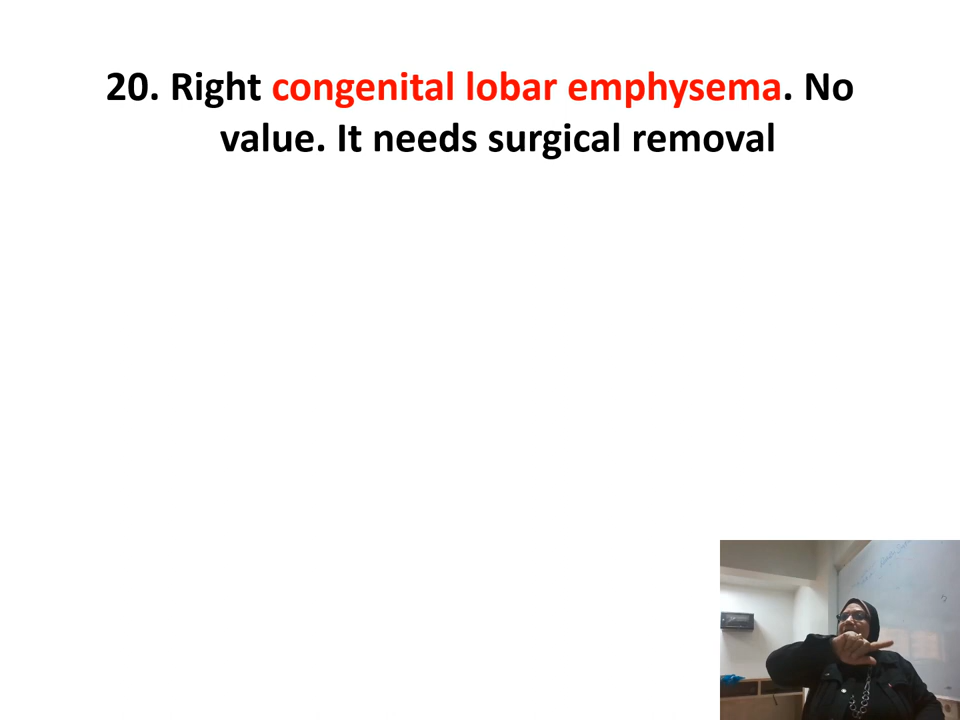 20. Right congenital lobar emphysema. No
value. It needs surgical removal